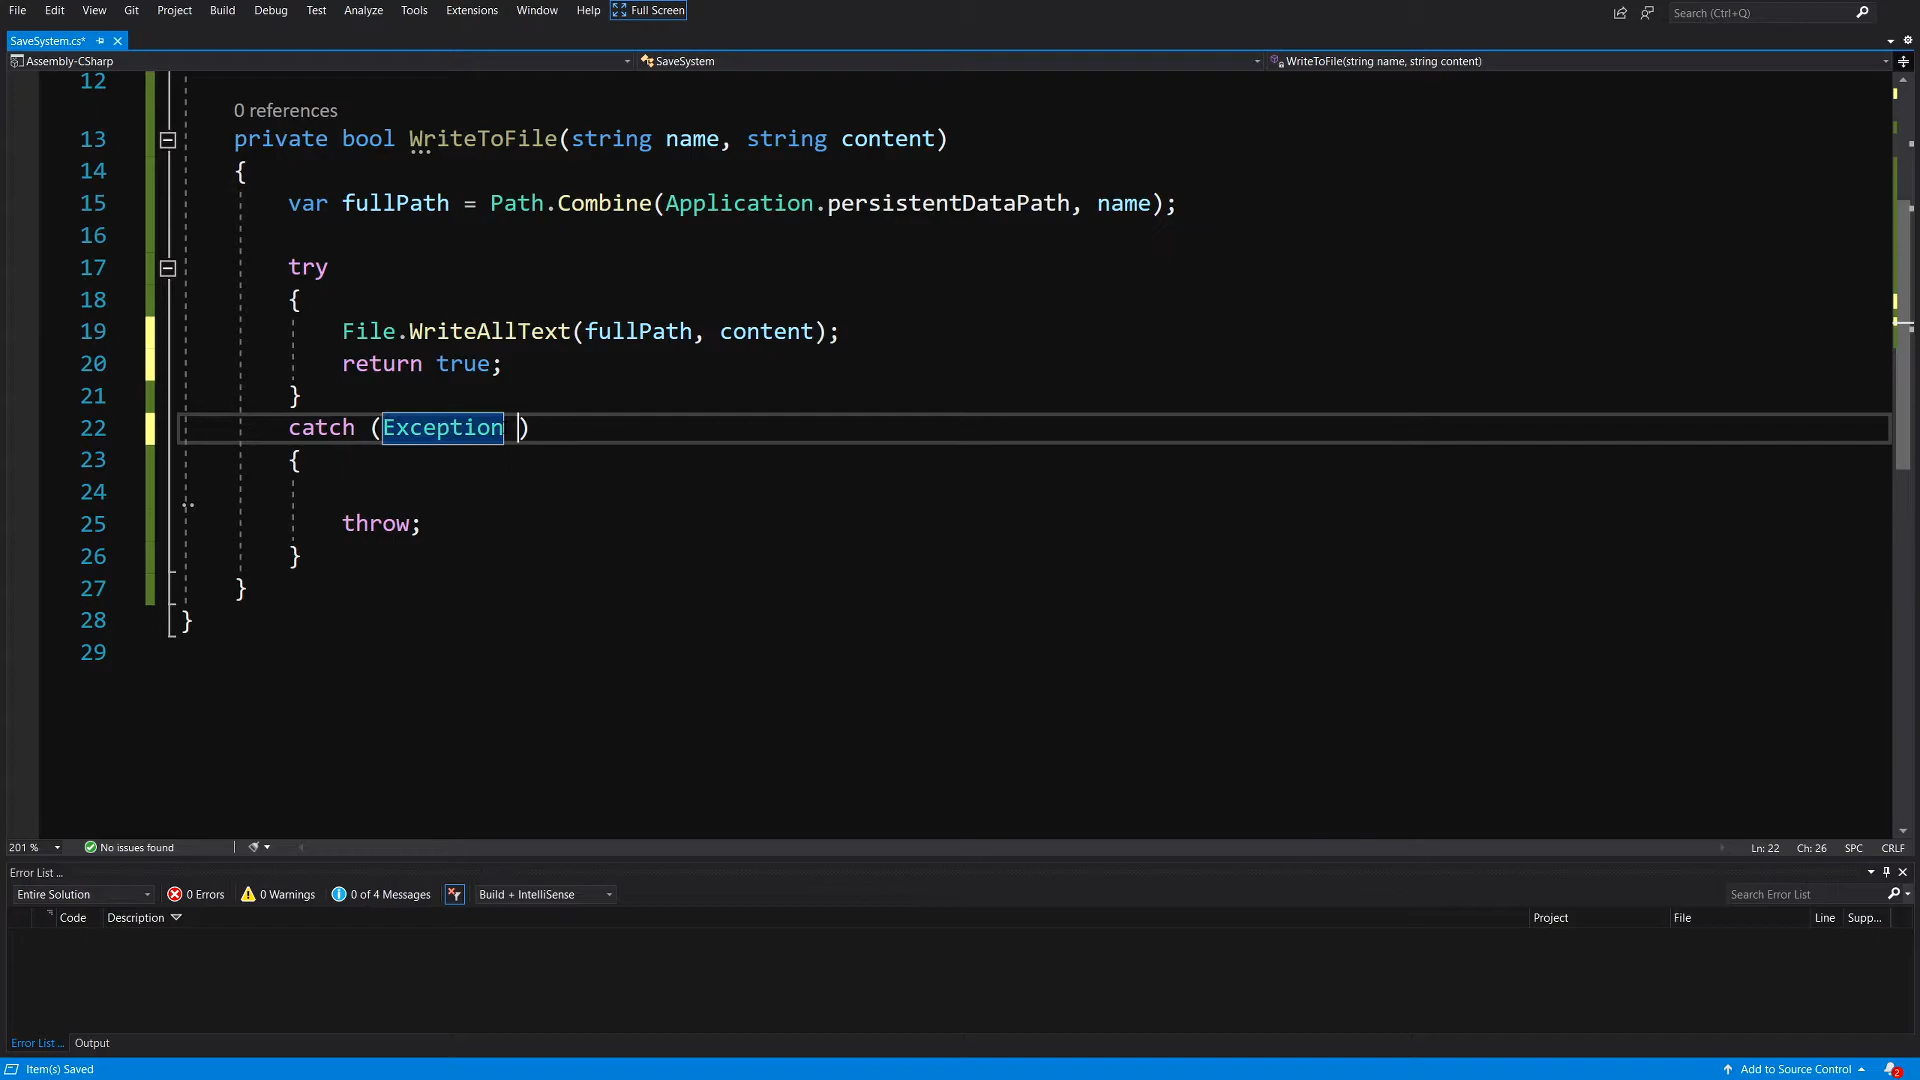 File Edit View Git Project Build Debug Test Analyze Tools Extensions Window Help Full Screen Search (Ctrl+Q)
SaveSystem.cs*
Assembly-CSharp SaveSystem WriteToFile(string name, string content)
12
0 references
13 private bool WriteToFile(string name, string content)
14 {
15 var fullPath = Path.Combine(Application.persistentDataPath, name);
16
17 try
18 {
19 File.WriteAllText(fullPath, content);
20 return true;
21 }
22 catch (Exception )
23 {
24
25 throw;
26 }
27 }
28 }
29
201 % No issues found Ln: 22 Ch: 26 SPC CRLF
Error List ...
Entire Solution 0 Errors 0 Warnings 0 of 4 Messages Build + IntelliSense Search Error List
Code Description Project File Line Supp...
Error List ... Output
Item(s) Saved Add to Source Control 2